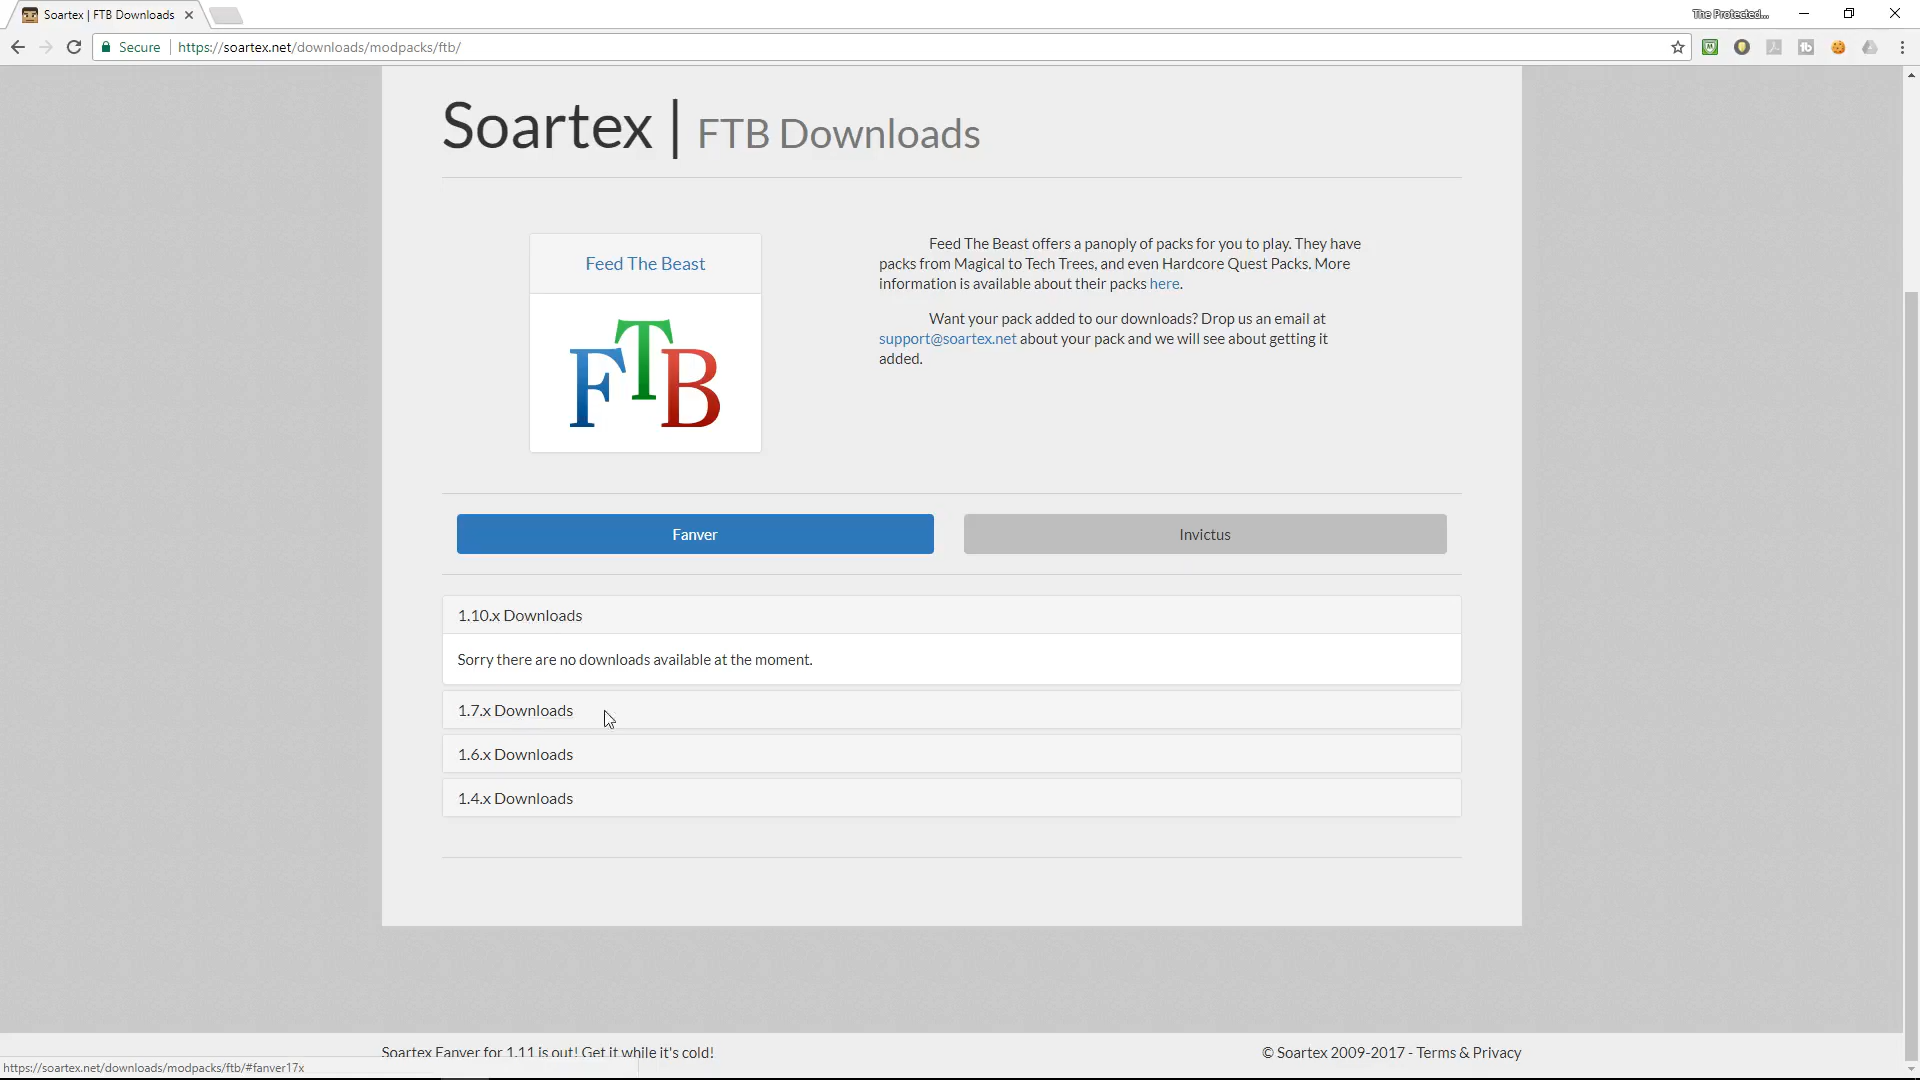 Soartex | FTB Downloads
The Protected...
Secure
https://soartex.net/downloads/modpacks/ftb/
Soartex | FTB Downloads
Feed The Beast
FTB
Feed The Beast offers a panoply of packs for you to play. They have
packs from Magical to Tech Trees, and even Hardcore Quest Packs. More
information is available about their packs here.
Want your pack added to our downloads? Drop us an email at
support@soartex.net about your pack and we will see about getting it
added.
Fanver
Invictus
1.10.x Downloads
Sorry there are no downloads available at the moment.
1.7.x Downloads
1.6.x Downloads
1.4.x Downloads
Soartex Fanver for 1.11 is out! Get it while it's cold!
© Soartex 2009-2017 - Terms & Privacy
https://soartex.net/downloads/modpacks/ftb/#fanver17x